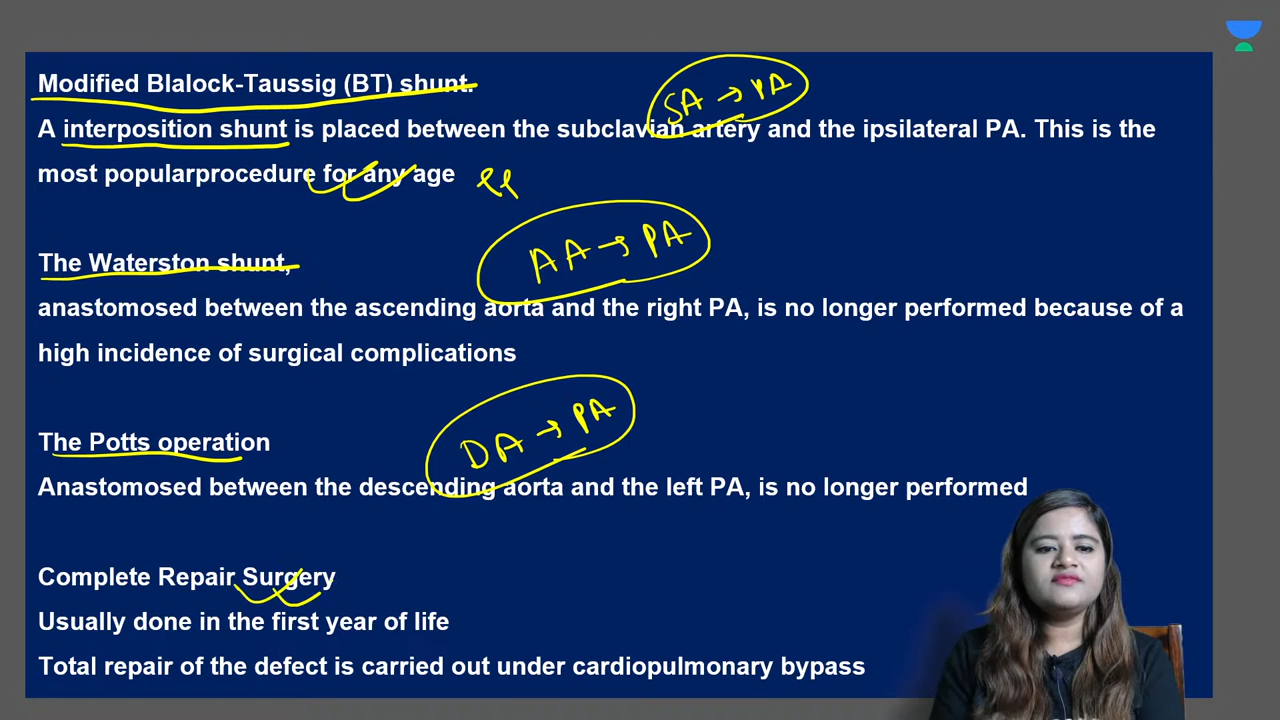 Modified Blalock-Taussig (BT) shunt.
SA → PA
A interposition shunt is placed between the subclavian artery and the ipsilateral PA. This is the
most popularprocedure for any age
The Waterston shunt,
AA → PA
anastomosed between the ascending aorta and the right PA, is no longer performed because of a
high incidence of surgical complications
The Potts operation
DA → PA
Anastomosed between the descending aorta and the left PA, is no longer performed
Complete Repair Surgery
Usually done in the first year of life
Total repair of the defect is carried out under cardiopulmonary bypass